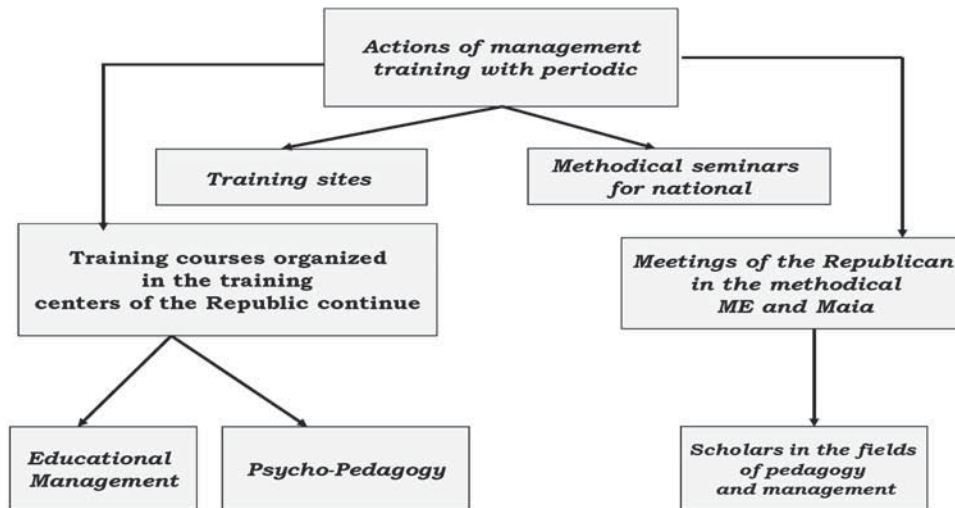 Actions of management
training with periodic
Training sites
Methodical seminars
for national
Training courses organized
in the training
centers of the Republic continue
Meetings of the Republican
in the methodical
ME and Maia
Educational
Management
Psycho-Pedagogy
Scholars in the fields
of pedagogy
and management